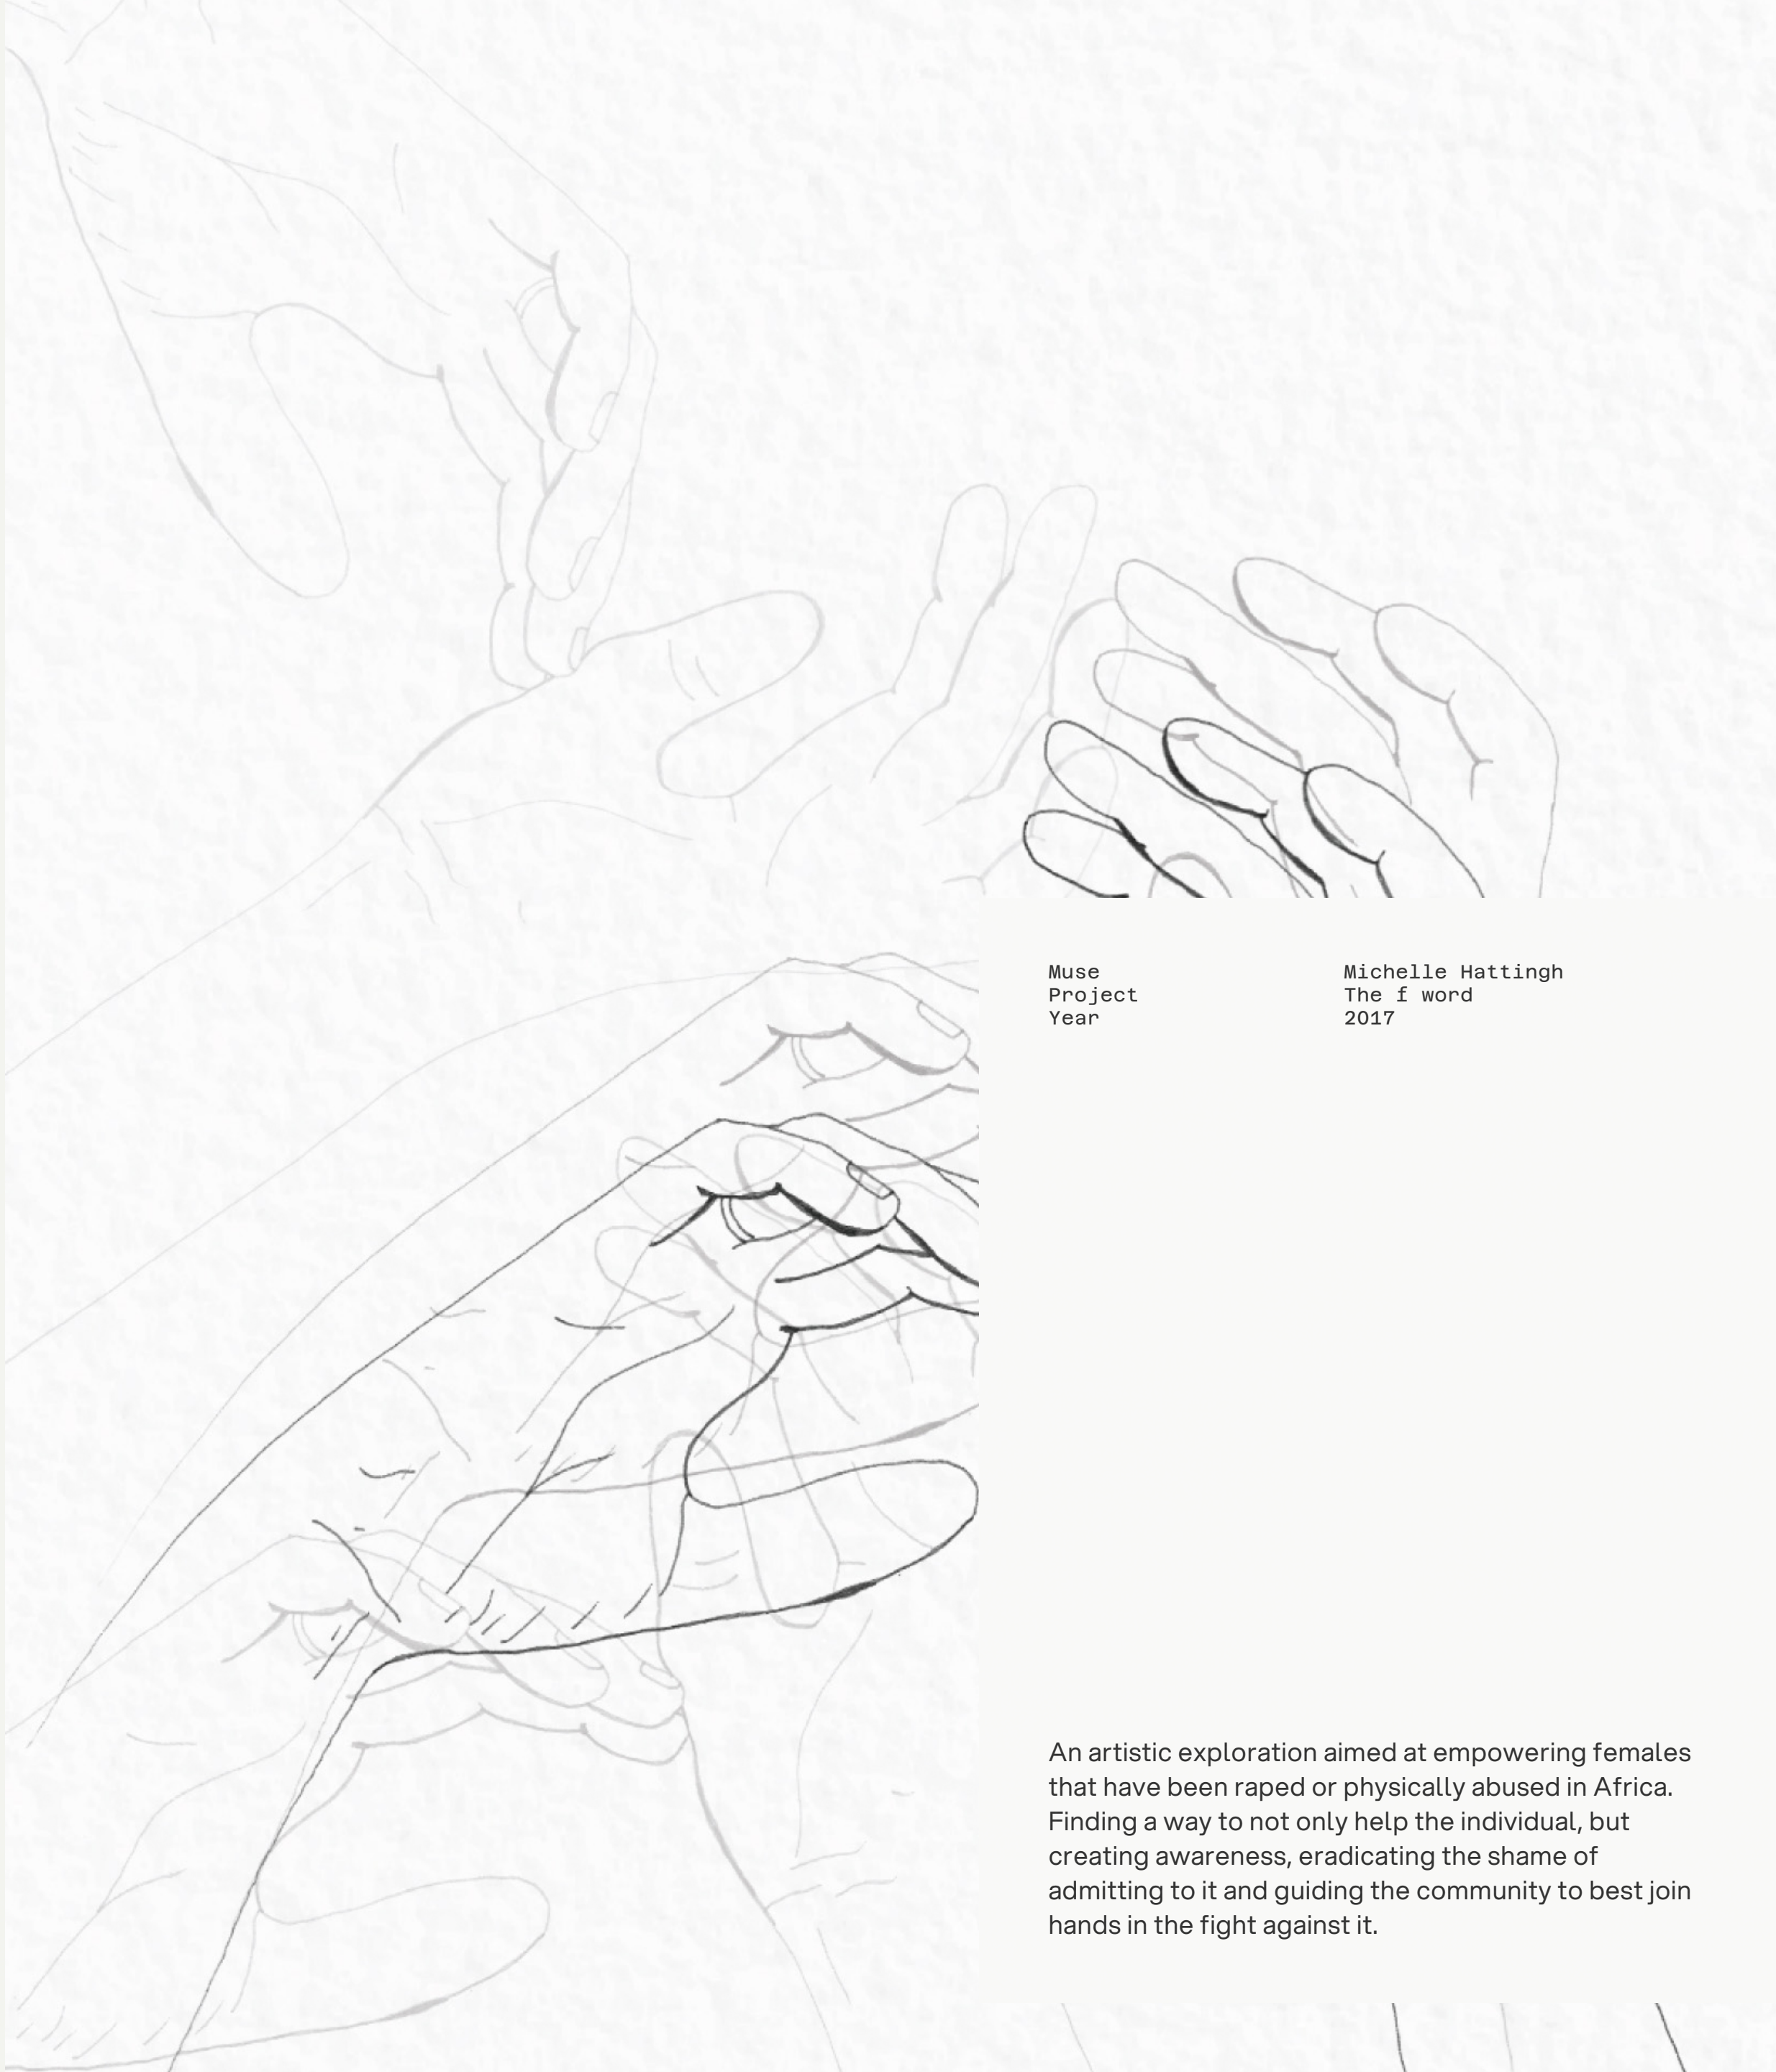 Muse Michelle Hattingh
Project The f word
Year 2017
An artistic exploration aimed at empowering females
that have been raped or physically abused in Africa.
Finding a way to not only help the individual, but
creating awareness, eradicating the shame of
admitting to it and guiding the community to best join
hands in the fight against it.